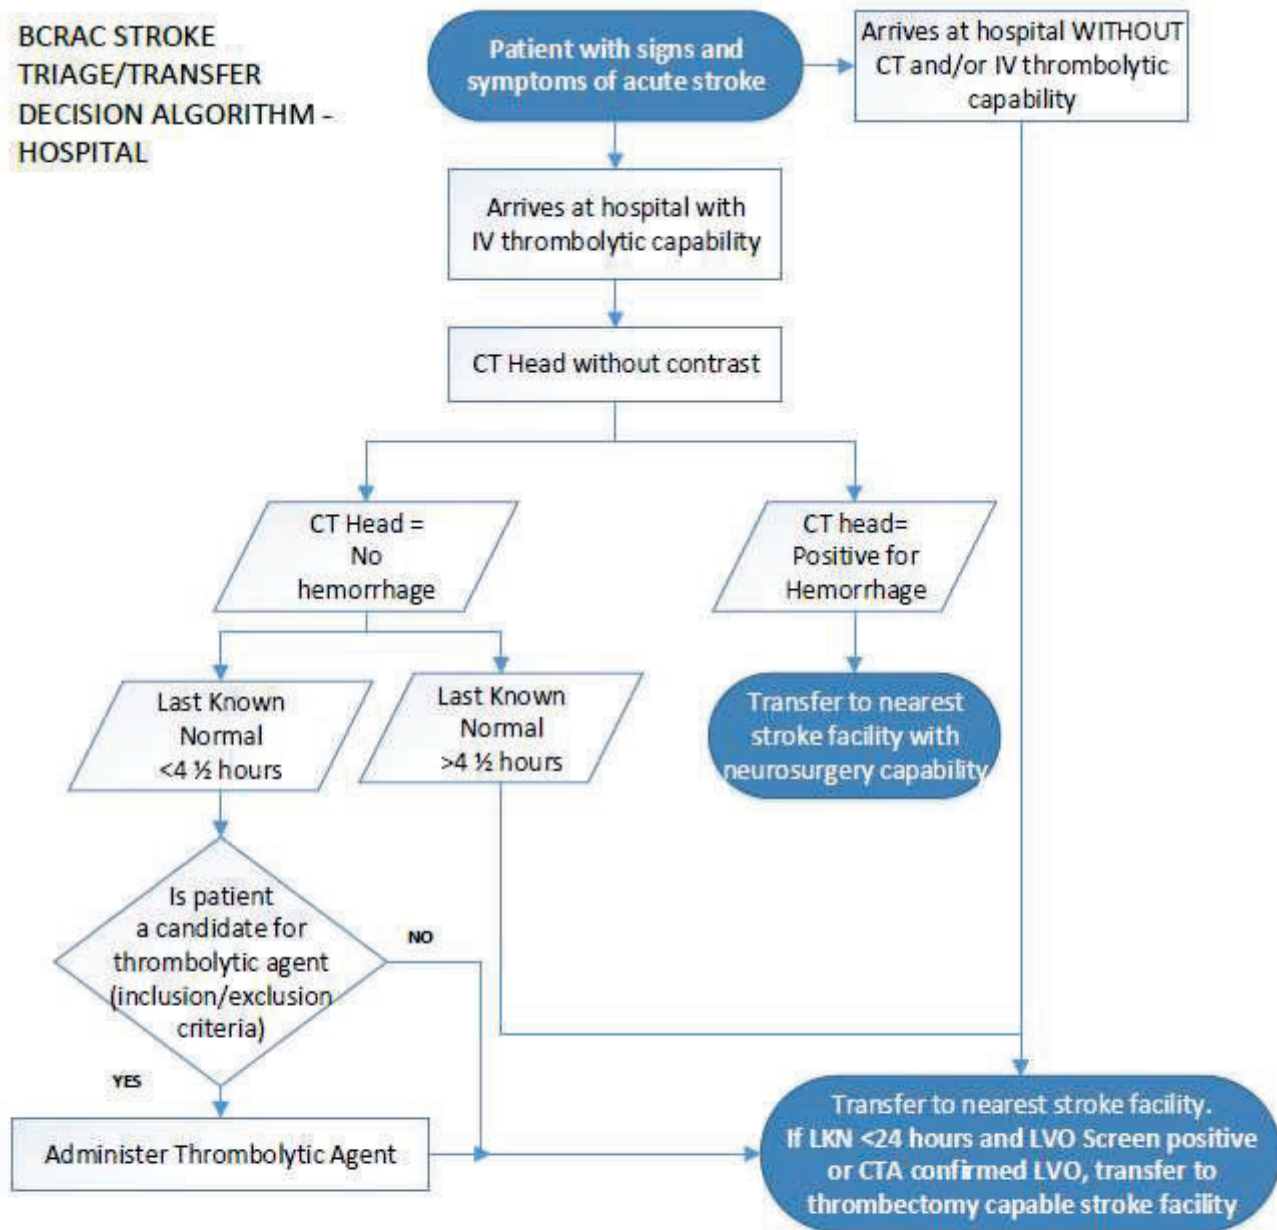 BCRAC STROKE
TRIAGE/TRANSFER
DECISION ALGORITHM -
HOSPITAL
Patient with signs and
symptoms of acute stroke
Arrives at hospital WITHOUT
CT and/or IV thrombolytic
capability
Arrives at hospital with
IV thrombolytic capability
CT Head without contrast
CT Head =
No
hemorrhage
CT head=
Positive for
Hemorrhage
Last Known
Normal
<4 ½ hours
Last Known
Normal
>4 ½ hours
Transfer to nearest
stroke facility with
neurosurgery capability
Is patient
a candidate for
thrombolytic agent
(inclusion/exclusion
criteria)
NO
YES
Administer Thrombolytic Agent
Transfer to nearest stroke facility.
If LKN <24 hours and LVO Screen positive
or CTA confirmed LVO, transfer to
thrombectomy capable stroke facility